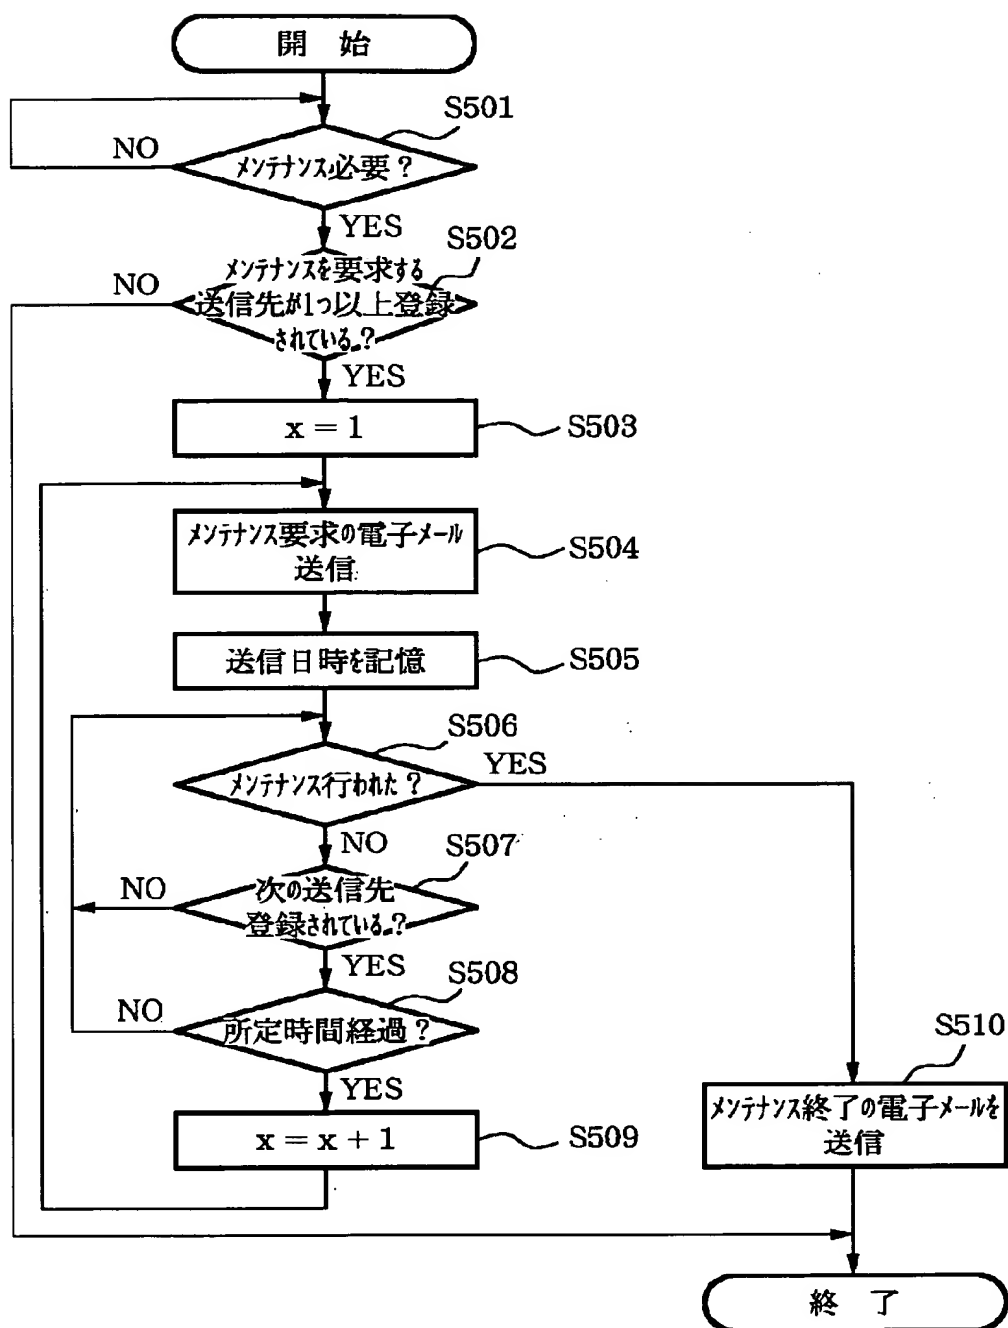 開 始
S501
NO
メンテナンス必要?
YES
S502
NO
メンテナンスを要求する
送信先が1つ以上登録
されている?
YES
x = 1
S503
メンテナンス要求の電子メール
送信
S504
送信日時を記憶
S505
S506
YES
メンテナンス行われた?
NO
S507
NO
次の送信先
登録されている?
YES
S508
NO
所定時間経過?
YES
x = x + 1
S509
S510
メンテナンス終了の電子メールを
送信
終 了